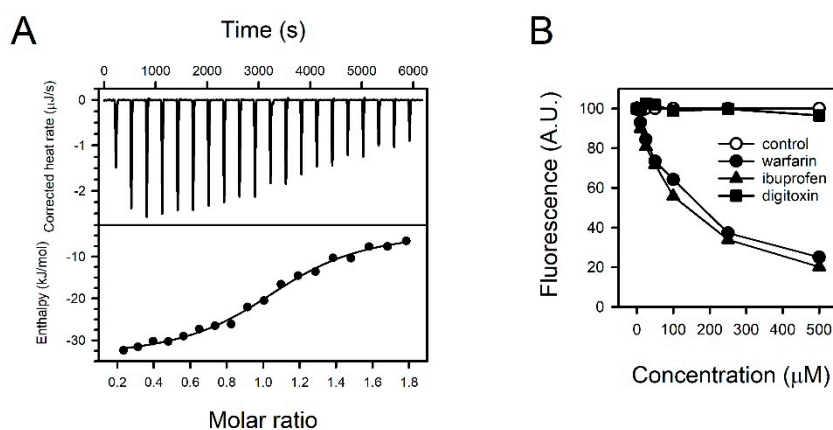 A
Time (s)
0 1000 2000 3000 4000 5000 6000
Corrected heat rate (μJ/s)
0
-1
-2
Enthalpy (kJ/mol)
-10
-20
-30
0.2 0.4 0.6 0.8 1.0 1.2 1.4 1.6 1.8
Molar ratio
B
Fluorescence (A.U.)
100
80
60
40
20
0
control
warfarin
ibuprofen
digitoxin
0 100 200 300 400 500
Concentration (μM)